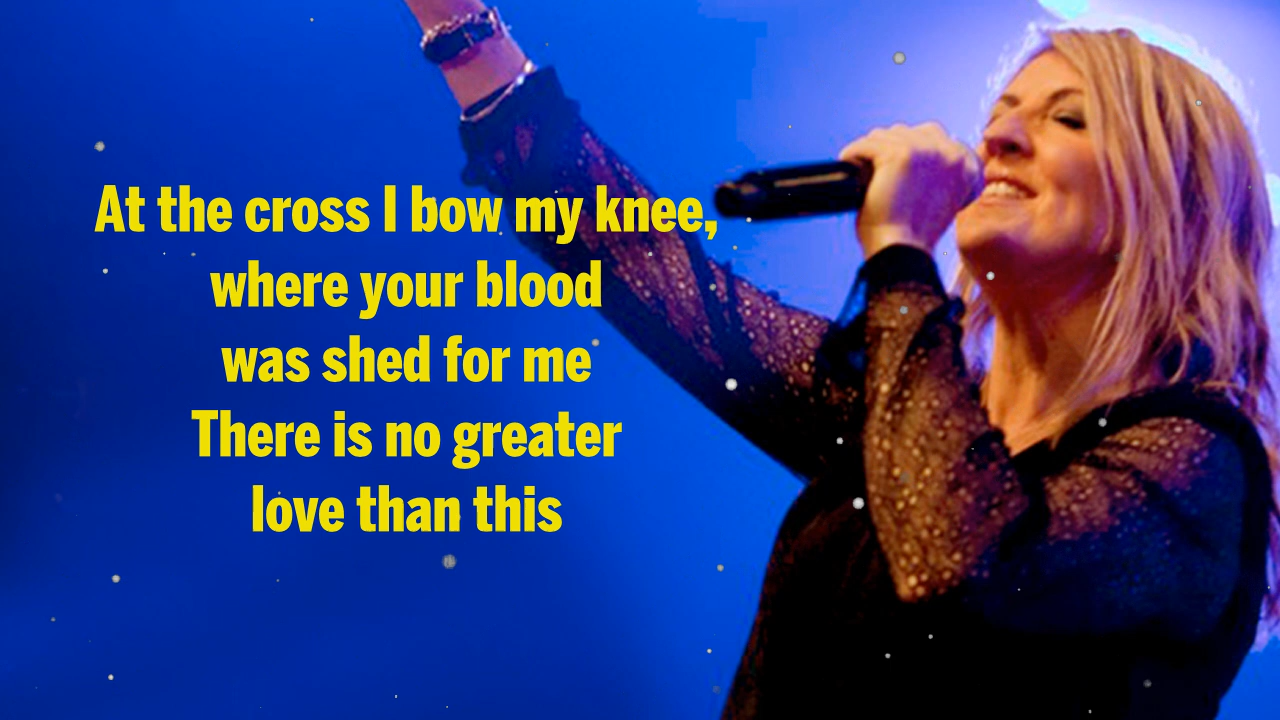 At the cross I bow my knee,
where your blood
was shed for me
There is no greater
love than this